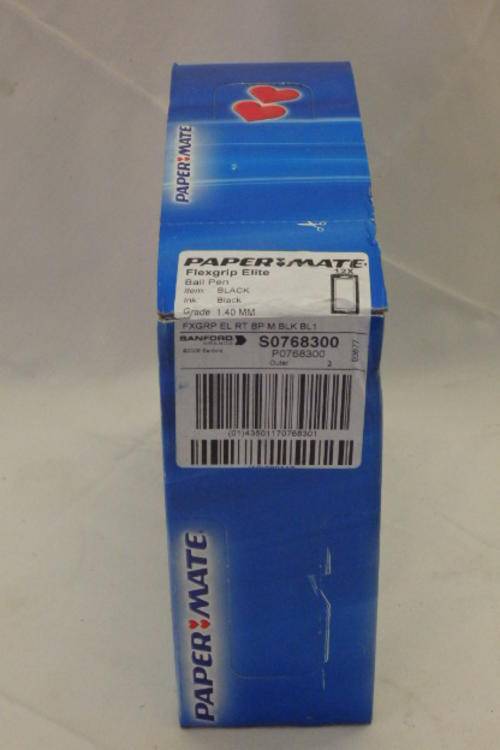 PAPER MATE
PAPER MATE
Flexgrip Elite
12X
Ball Pen
Item: BLACK
Ink: Black
Grade 1.40 MM
FXGRP EL RT BP M BLK BL1
SANFORD
S0768300
P0768300
Outer 2
(01)43501170768301
PAPER MATE